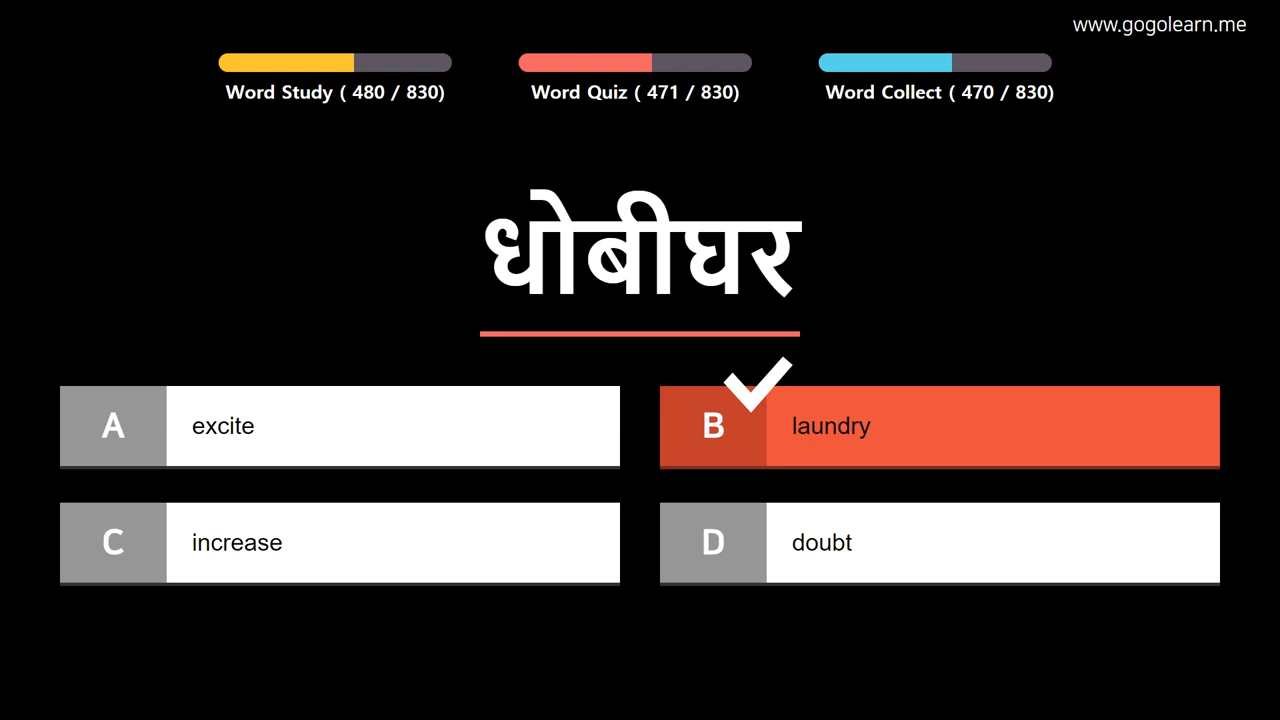 www.gogolearn.me
Word Study ( 480 / 830)
Word Quiz ( 471 / 830)
Word Collect ( 470 / 830)
धोबीघर
A excite
B laundry
C increase
D doubt